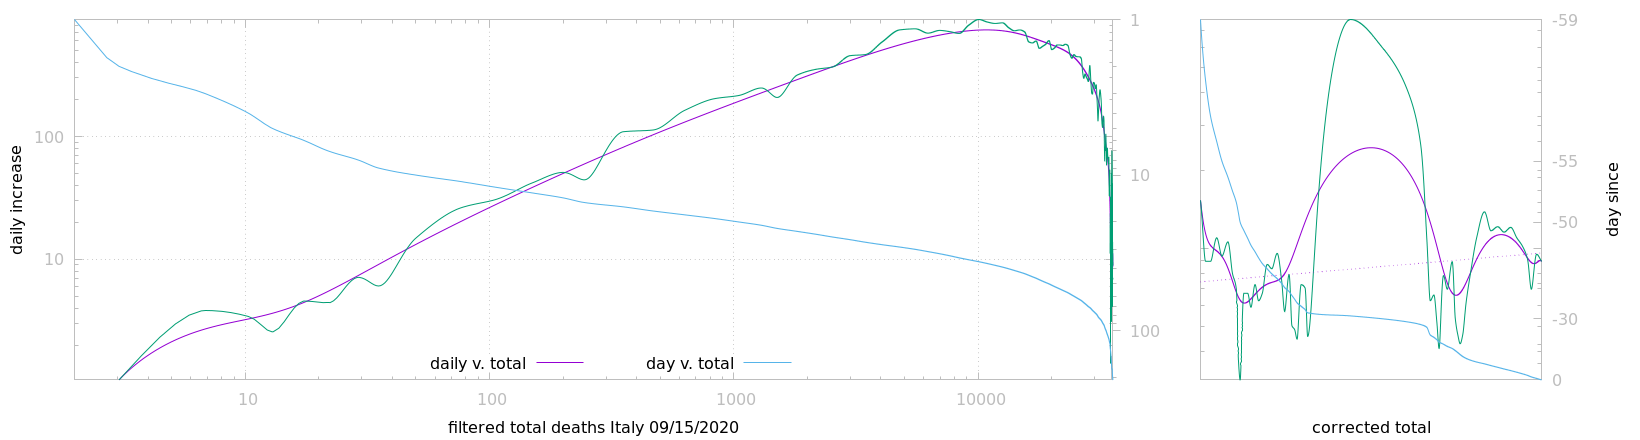 daily increase
100
10
10
100
1000
10000
1
10
100
daily v. total
day v. total
filtered total deaths Italy 09/15/2020
-59
-55
-50
-30
0
day since
corrected total